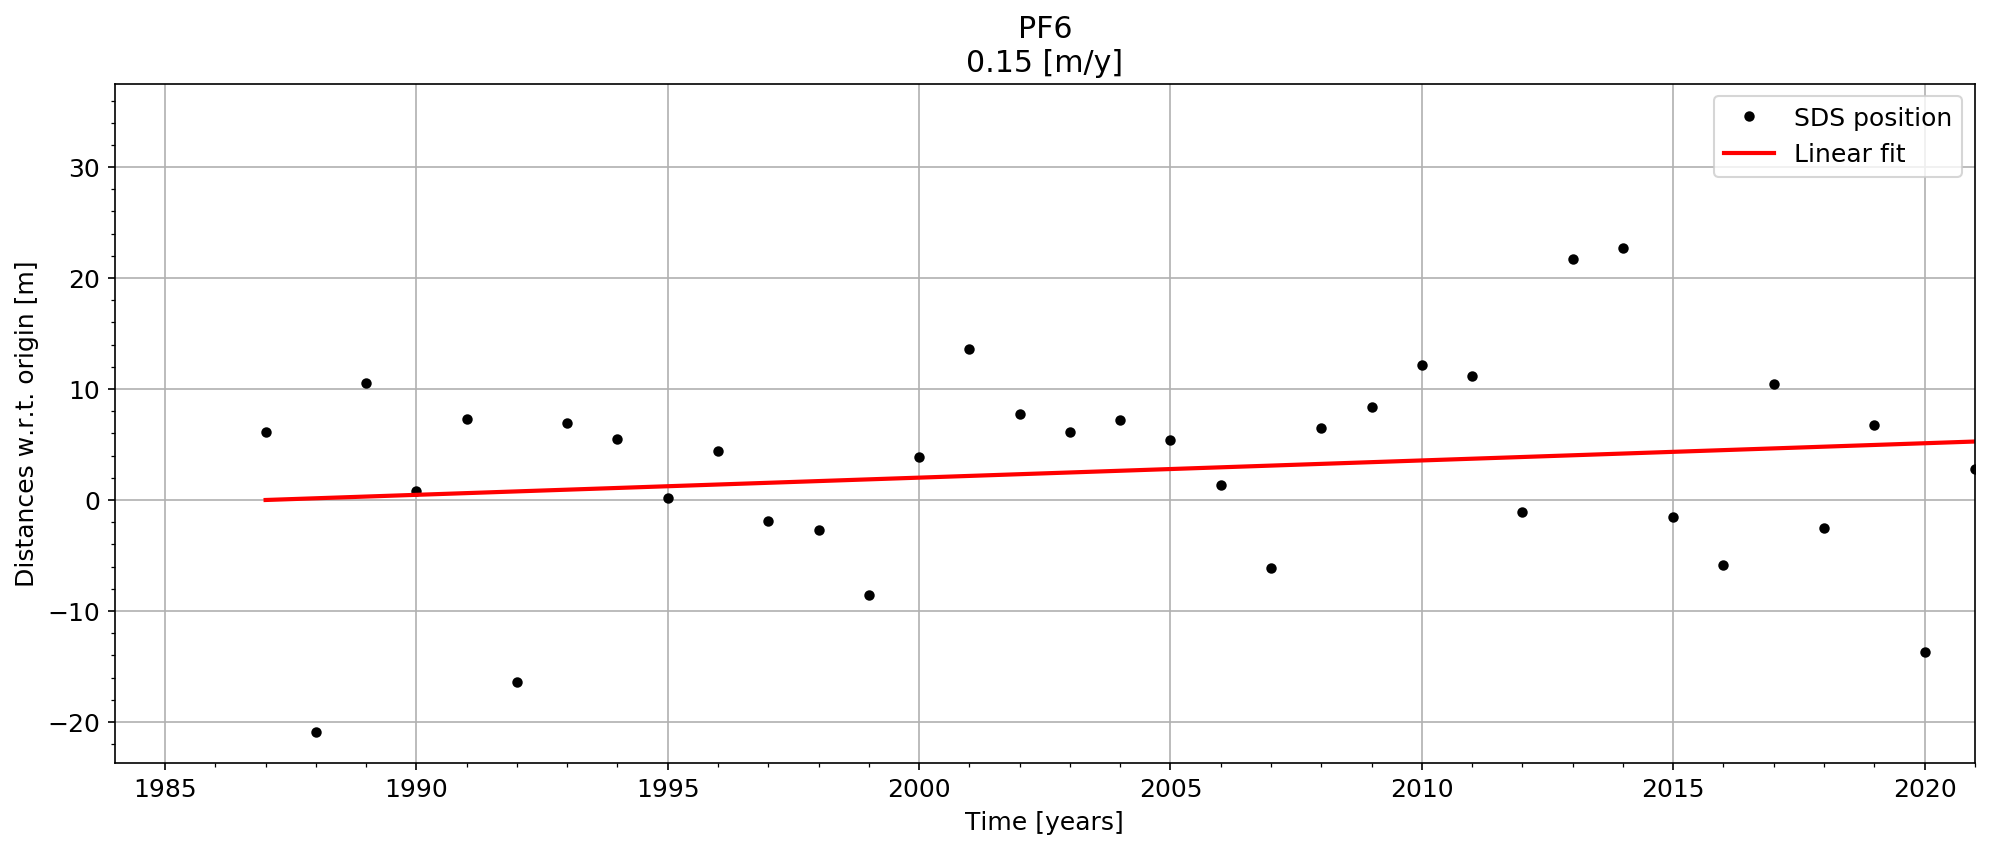 PF6
0.15 [m/y]
SDS position
Linear fit
Distances w.r.t. origin [m]
30
20
10
0
−10
−20
1985 1990 1995 2000 2005 2010 2015 2020
Time [years]